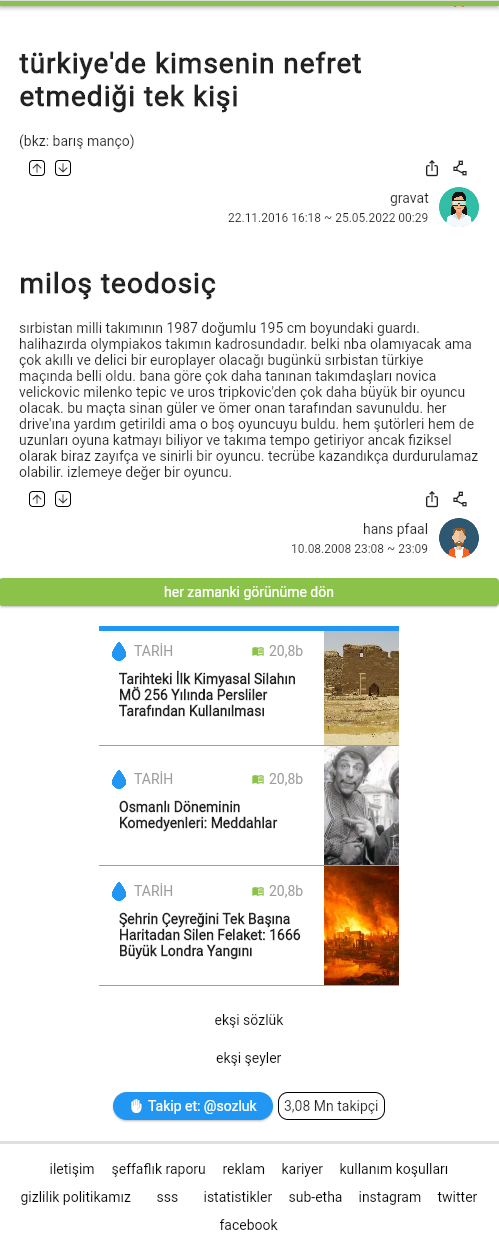 türkiye'de kimsenin nefret
etmediği tek kişi
(bkz: barış manço)
gravat
22.11.2016 16:18 ~ 25.05.2022 00:29
miloş teodosiç
sırbistan milli takımının 1987 doğumlu 195 cm boyundaki guardı.
halihazırda olympiakos takımın kadrosundadır. belki nba olamıyacak ama
çok akıllı ve delici bir europlayer olacağı bugünkü sırbistan türkiye
maçında belli oldu. bana göre çok daha tanınan takımdaşları novica
velickovic milenko tepic ve uros tripkovic'den çok daha büyük bir oyuncu
olacak. bu maçta sinan güler ve ömer onan tarafından savunuldu. her
drive'ına yardım getirildi ama o boş oyuncuyu buldu. hem şutörleri hem de
uzunları oyuna katmayı biliyor ve takıma tempo getiriyor ancak fiziksel
olarak biraz zayıfça ve sinirli bir oyuncu. tecrübe kazandıkça durdurulamaz
olabilir. izlemeye değer bir oyuncu.
hans pfaal
10.08.2008 23:08 ~ 23:09
her zamanki görünüme dön
TARİH 20,8b
Tarihteki İlk Kimyasal Silahın
MÖ 256 Yılında Persliler
Tarafından Kullanılması
TARİH 20,8b
Osmanlı Döneminin
Komedyenleri: Meddahlar
TARİH 20,8b
Şehrin Çeyreğini Tek Başına
Haritadan Silen Felaket: 1666
Büyük Londra Yangını
ekşi sözlük
ekşi şeyler
Takip et: @sozluk 3,08 Mn takipçi
iletişim şeffaflık raporu reklam kariyer kullanım koşulları
gizlilik politikamız sss istatistikler sub-etha instagram twitter
facebook